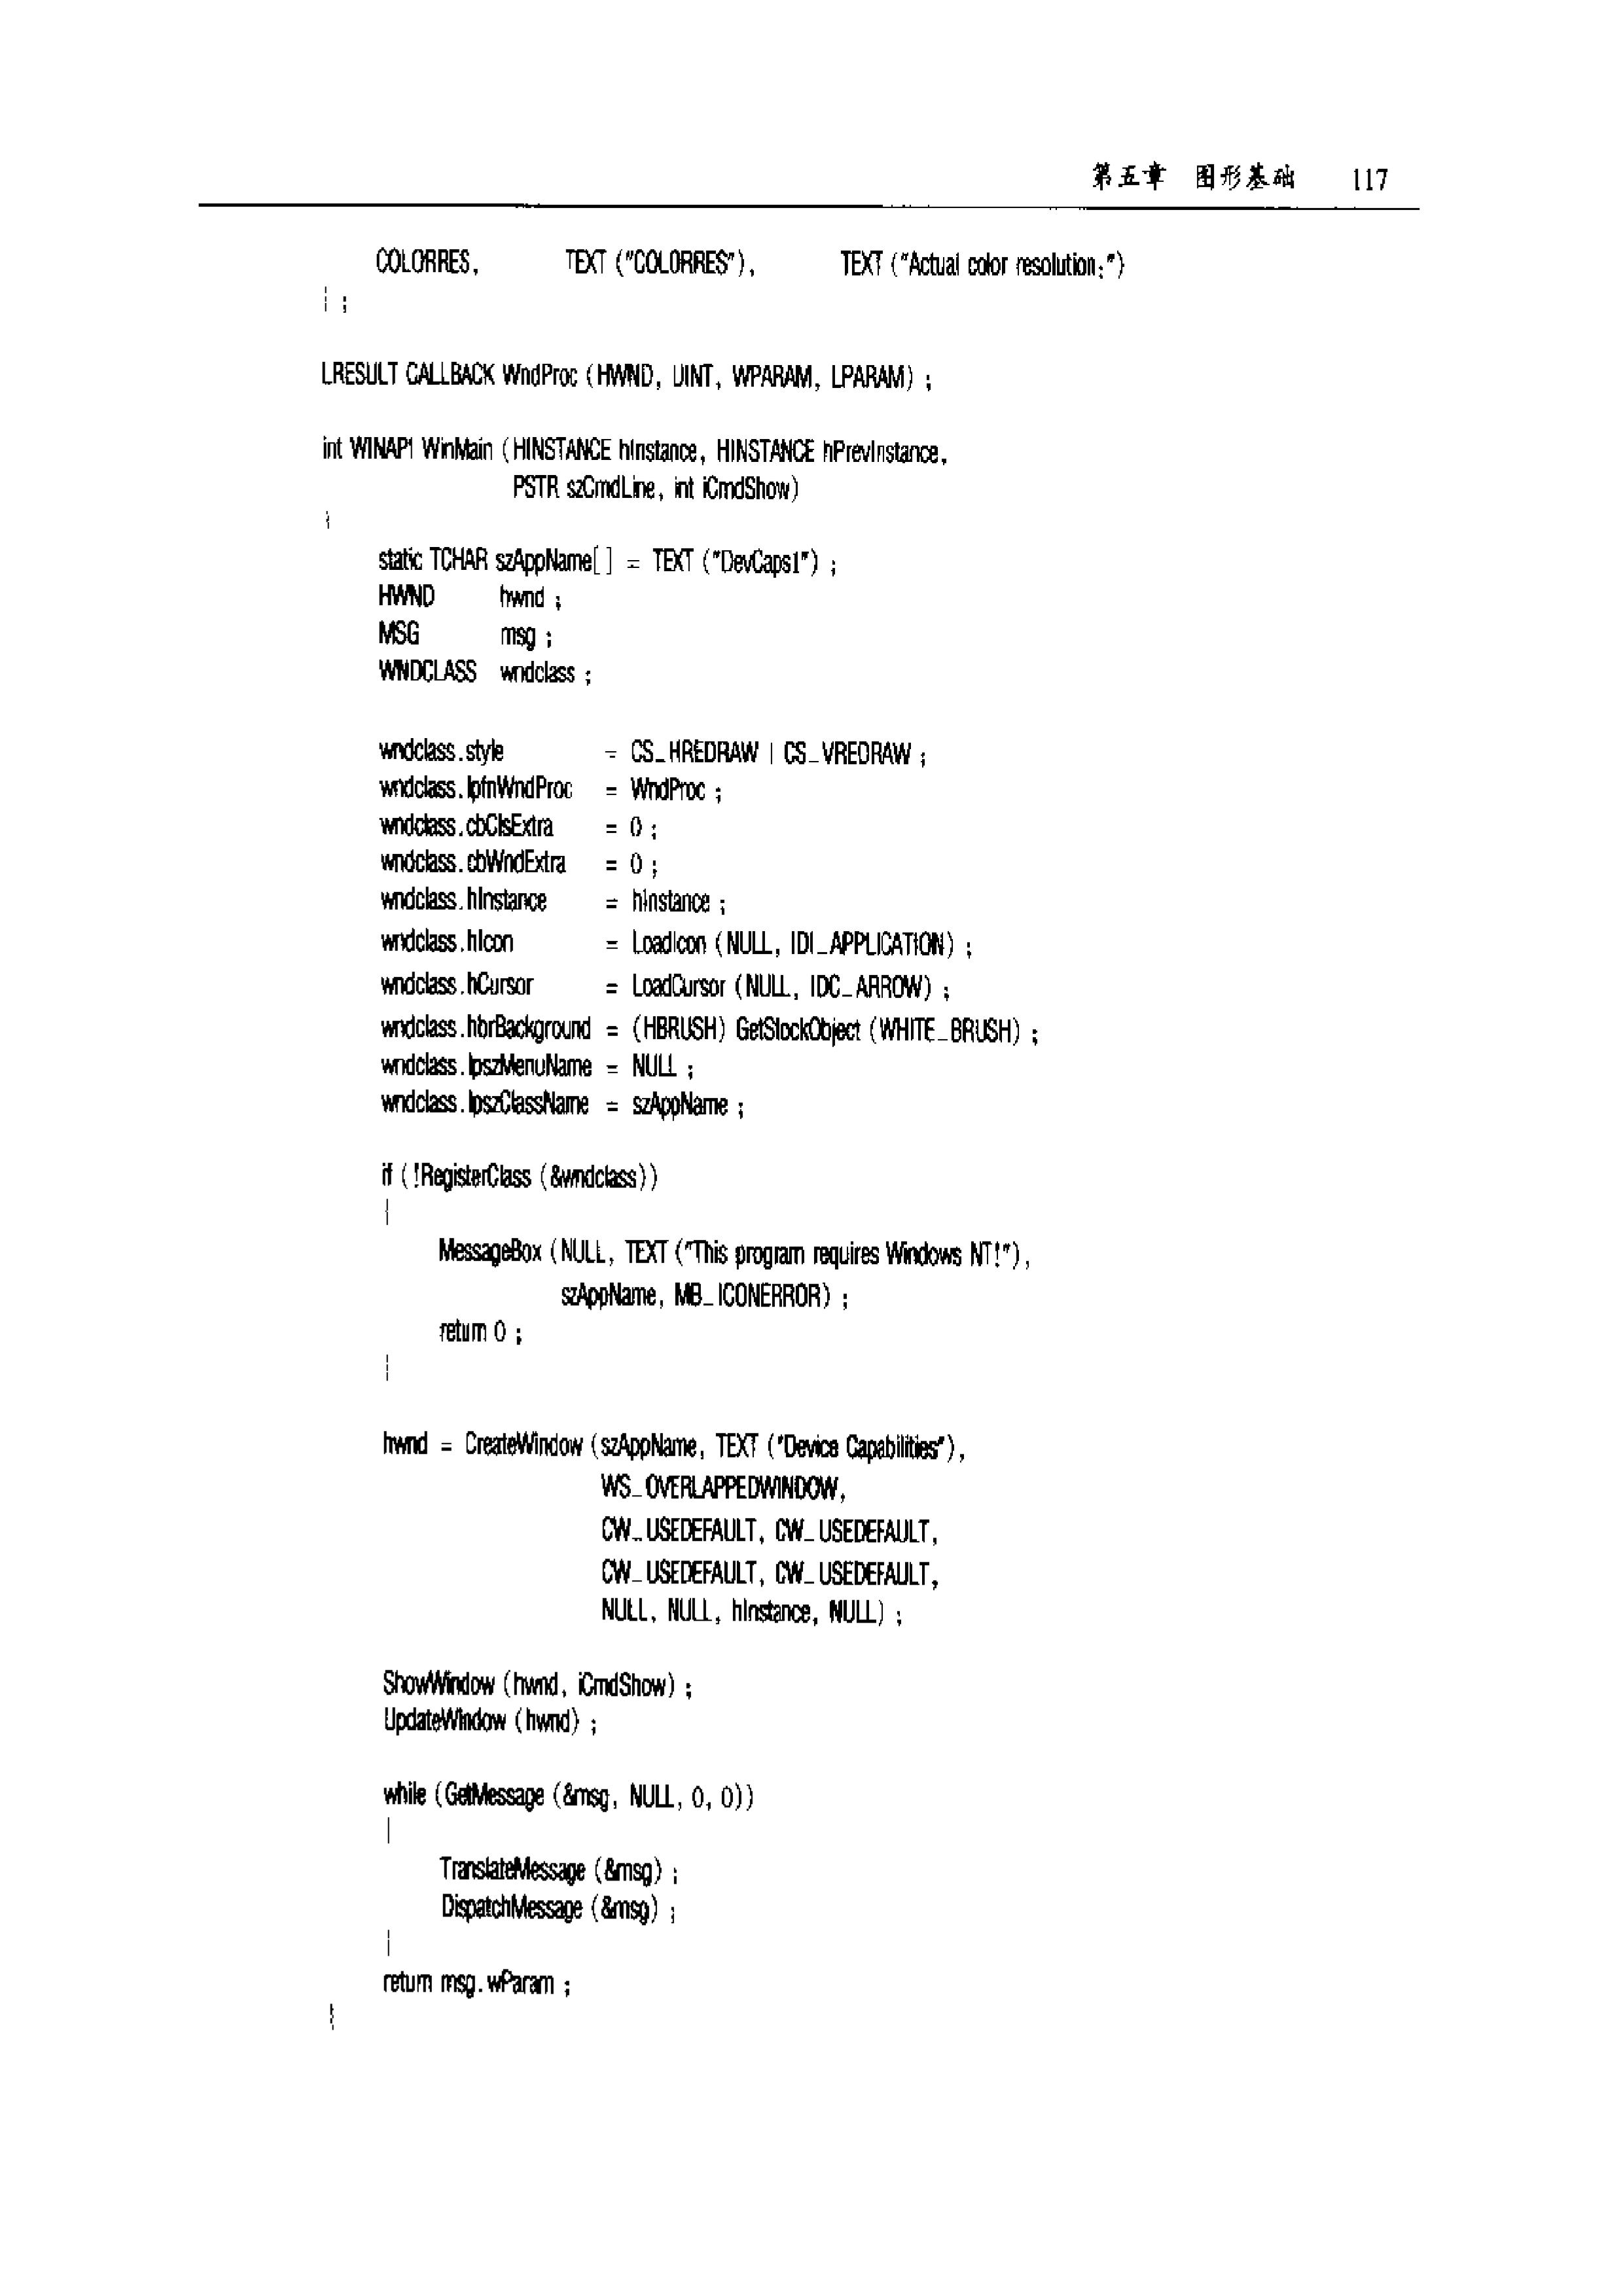 第五章 图形基础 117
COLORRES, TEXT ("COLORRES"), TEXT ("Actual color resolution:")
} ;
LRESULT CALLBACK WndProc (HWND, UINT, WPARAM, LPARAM) ;
int WINAPI WinMain (HINSTANCE hInstance, HINSTANCE hPrevInstance,
PSTR szCmdLine, int iCmdShow)
{
static TCHAR szAppName[] = TEXT ("DevCaps1") ;
HWND hwnd ;
MSG msg ;
WNDCLASS wndclass ;
wndclass.style = CS_HREDRAW | CS_VREDRAW ;
wndclass.lpfnWndProc = WndProc ;
wndclass.cbClsExtra = 0 ;
wndclass.cbWndExtra = 0 ;
wndclass.hInstance = hInstance ;
wndclass.hIcon = LoadIcon (NULL, IDI_APPLICATION) ;
wndclass.hCursor = LoadCursor (NULL, IDC_ARROW) ;
wndclass.hbrBackground = (HBRUSH) GetStockObject (WHITE_BRUSH) ;
wndclass.lpszMenuName = NULL ;
wndclass.lpszClassName = szAppName ;
if (!RegisterClass (&wndclass))
{
MessageBox (NULL, TEXT ("This program requires Windows NT!"),
szAppName, MB_ICONERROR) ;
return 0 ;
}
hwnd = CreateWindow (szAppName, TEXT ("Device Capabilities"),
WS_OVERLAPPEDWINDOW,
CW_USEDEFAULT, CW_USEDEFAULT,
CW_USEDEFAULT, CW_USEDEFAULT,
NULL, NULL, hInstance, NULL) ;
ShowWindow (hwnd, iCmdShow) ;
UpdateWindow (hwnd) ;
while (GetMessage (&msg, NULL, 0, 0))
{
TranslateMessage (&msg) ;
DispatchMessage (&msg) ;
}
return msg.wParam ;
}